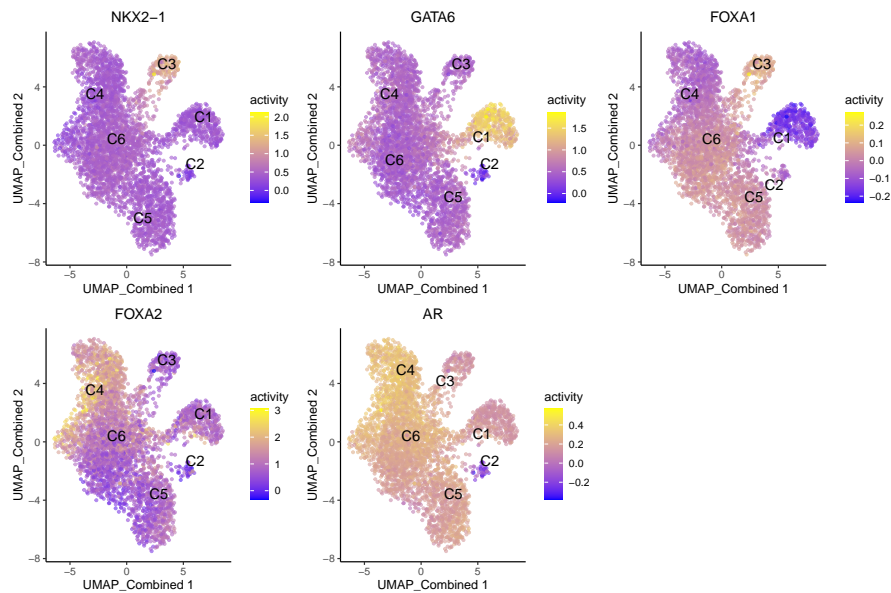 NKX2−1
C3
C4
C1
C6
C2
C5
4
0
−4
−8
−5
0
5
UMAP_Combined 1
UMAP_Combined 2
activity
2.0
1.5
1.0
0.5
0.0
GATA6
C3
C4
C1
C6
C2
C5
4
0
−4
−8
−5
0
5
UMAP_Combined 1
UMAP_Combined 2
activity
1.5
1.0
0.5
0.0
FOXA1
C3
C4
C6
C1
C2
C5
4
0
−4
−8
−5
0
5
UMAP_Combined 1
UMAP_Combined 2
activity
0.2
0.1
0.0
−0.1
−0.2
FOXA2
C3
C4
C1
C6
C2
C5
4
0
−4
−8
−5
0
5
UMAP_Combined 1
UMAP_Combined 2
activity
3
2
1
0
AR
C4
C3
C6
C1
C2
C5
4
0
−4
−8
−5
0
5
UMAP_Combined 1
UMAP_Combined 2
activity
0.4
0.2
0.0
−0.2